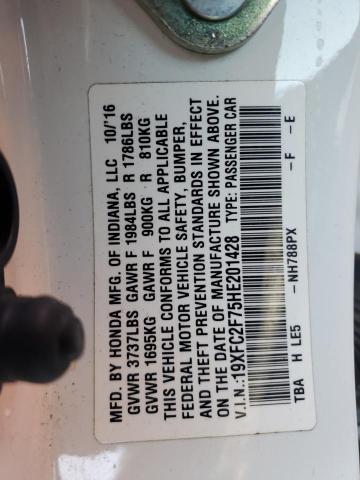 MFD. BY HONDA MFG. OF INDIANA, LLC 10/'16
GVWR 3737LBS GAWR F 1984LBS R 1786LBS
GVWR 1695KG GAWR F 900KG R 810KG
THIS VEHICLE CONFORMS TO ALL APPLICABLE
FEDERAL MOTOR VEHICLE SAFETY, BUMPER,
AND THEFT PREVENTION STANDARDS IN EFFECT
ON THE DATE OF MANUFACTURE SHOWN ABOVE.
V.I.N.:19XFC2F75HE201428 TYPE: PASSENGER CAR
TBA H LE5 -NH788PX -F -E